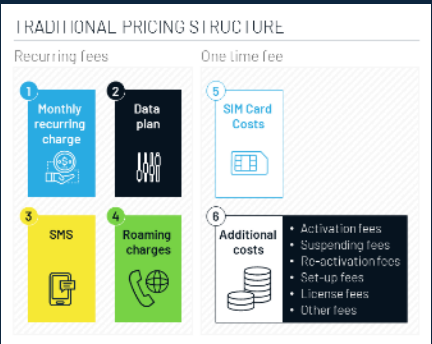 TRADITIONAL PRICING STRUCTURE
Recurring fees
1
Monthly
recurring
charge
2
Data
plan
3
SMS
4
Roaming
charges
One time fee
5
SIM Card
Costs
6
Additional
costs
• Activation fees
• Suspending fees
• Re-activation fees
• Set-up fees
• License fees
• Other fees